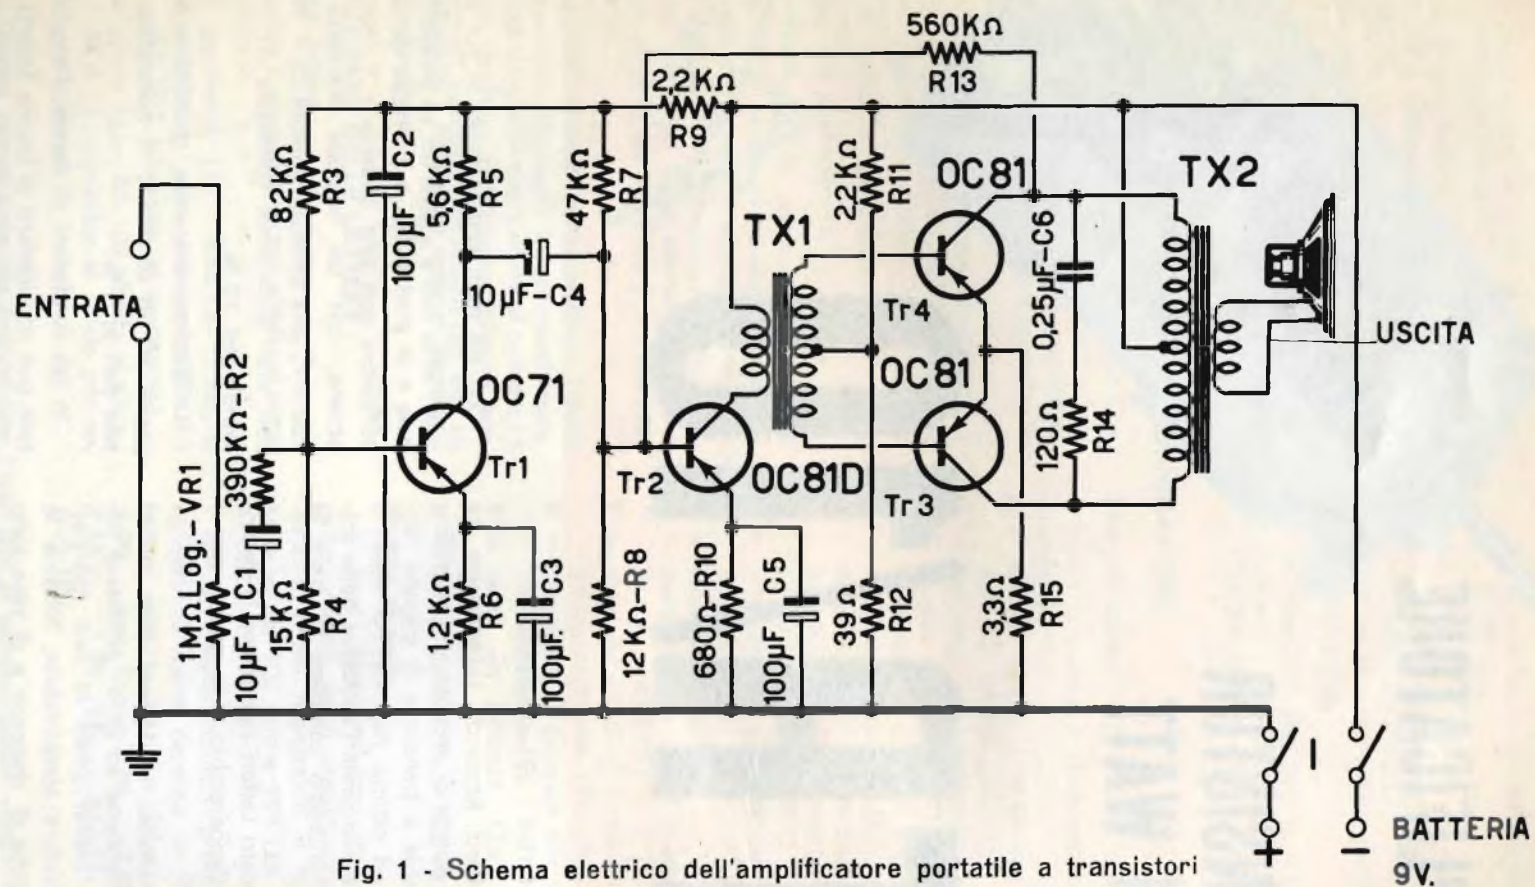 560KΩ
R13
2,2KΩ
R9
82KΩ
R3
C2
100µF
5,6KΩ
R5
47KΩ
R7
2,2KΩ
R11
OC81
TX2
TX1
10µF-C4
ENTRATA
Tr4
0,25µF-C6
USCITA
OC71
OC81
390KΩ-R2
Tr1
Tr2
OC81D
Tr3
120Ω
R14
1MΩLog.-VR1
C1
10µF
15KΩ
R4
1,2KΩ
R6
C3
100µF.
12KΩ-R8
680Ω-R10
C5
100µF
39Ω
R12
3,3Ω
R15
I
+
−
BATTERIA
9V.
Fig. 1 - Schema elettrico dell'amplificatore portatile a transistori